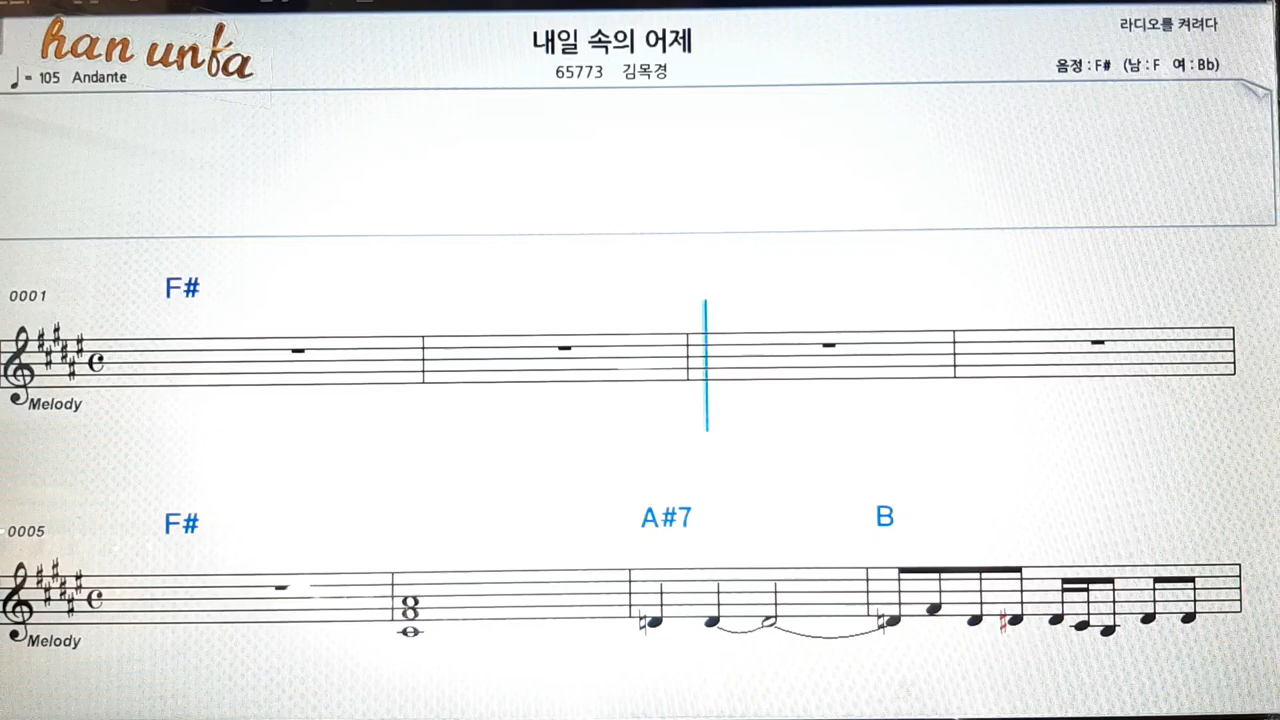 han unfa
♩= 105 Andante
내일 속의 어제
65773 김목경
라디오를 켜려다
음정 : F# (남 : F 여 : Bb)
0001
F#
Melody
0005
F# A#7 B
Melody